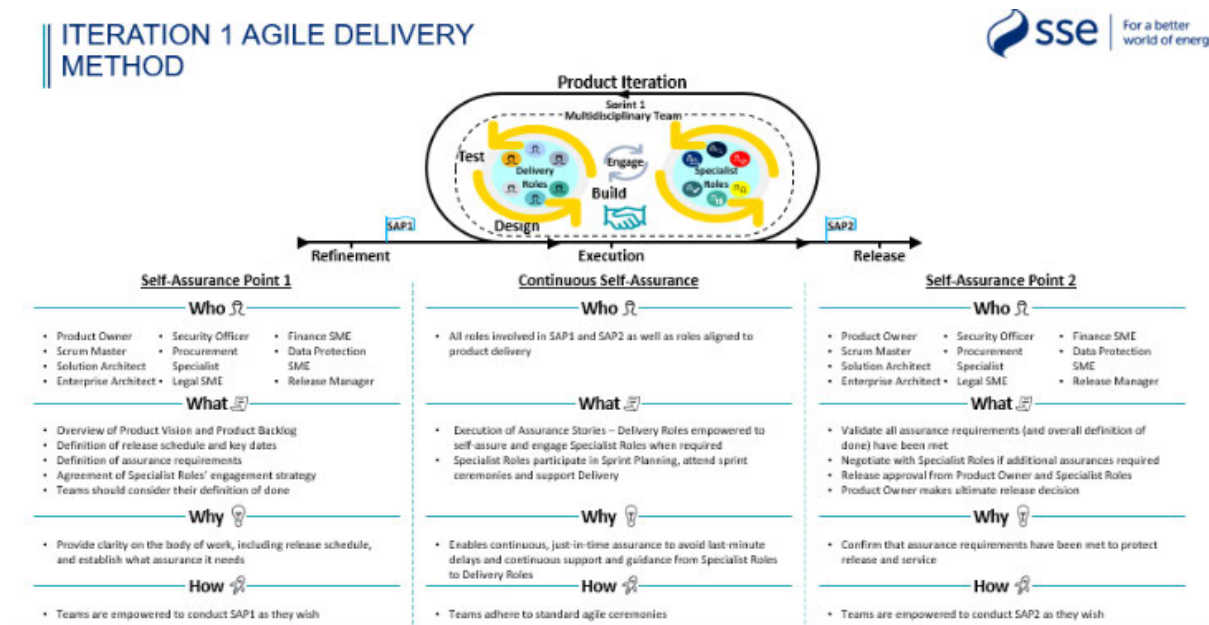 ITERATION 1 AGILE DELIVERY
METHOD
sse
For a better
world of energ
Product Iteration
Sprint 1
Multidisciplinary Team
Test
Delivery
Roles
Engage
Specialist
Roles
Build
Design
SAP1
SAP2
Refinement
Execution
Release
Self-Assurance Point 1
Who
• Product Owner
• Scrum Master
• Solution Architect
• Enterprise Architect
• Security Officer
• Procurement
Specialist
• Legal SME
• Finance SME
• Data Protection
SME
• Release Manager
What
• Overview of Product Vision and Product Backlog
• Definition of release schedule and key dates
• Definition of assurance requirements
• Agreement of Specialist Roles' engagement strategy
• Teams should consider their definition of done
Why
• Provide clarity on the body of work, including release schedule,
and establish what assurance it needs
How
• Teams are empowered to conduct SAP1 as they wish
Continuous Self-Assurance
Who
• All roles involved in SAP1 and SAP2 as well as roles aligned to
product delivery
What
• Execution of Assurance Stories – Delivery Roles empowered to
self-assure and engage Specialist Roles when required
• Specialist Roles participate in Sprint Planning, attend sprint
ceremonies and support Delivery
Why
• Enables continuous, just-in-time assurance to avoid last-minute
delays and continuous support and guidance from Specialist Roles
to Delivery Roles
How
• Teams adhere to standard agile ceremonies
Self-Assurance Point 2
Who
• Product Owner
• Scrum Master
• Solution Architect
• Enterprise Architect
• Security Officer
• Procurement
Specialist
• Legal SME
• Finance SME
• Data Protection
SME
• Release Manager
What
• Validate all assurance requirements (and overall definition of
done) have been met
• Negotiate with Specialist Roles if additional assurances required
• Release approval from Product Owner and Specialist Roles
• Product Owner makes ultimate release decision
Why
• Confirm that assurance requirements have been met to protect
release and service
How
• Teams are empowered to conduct SAP2 as they wish